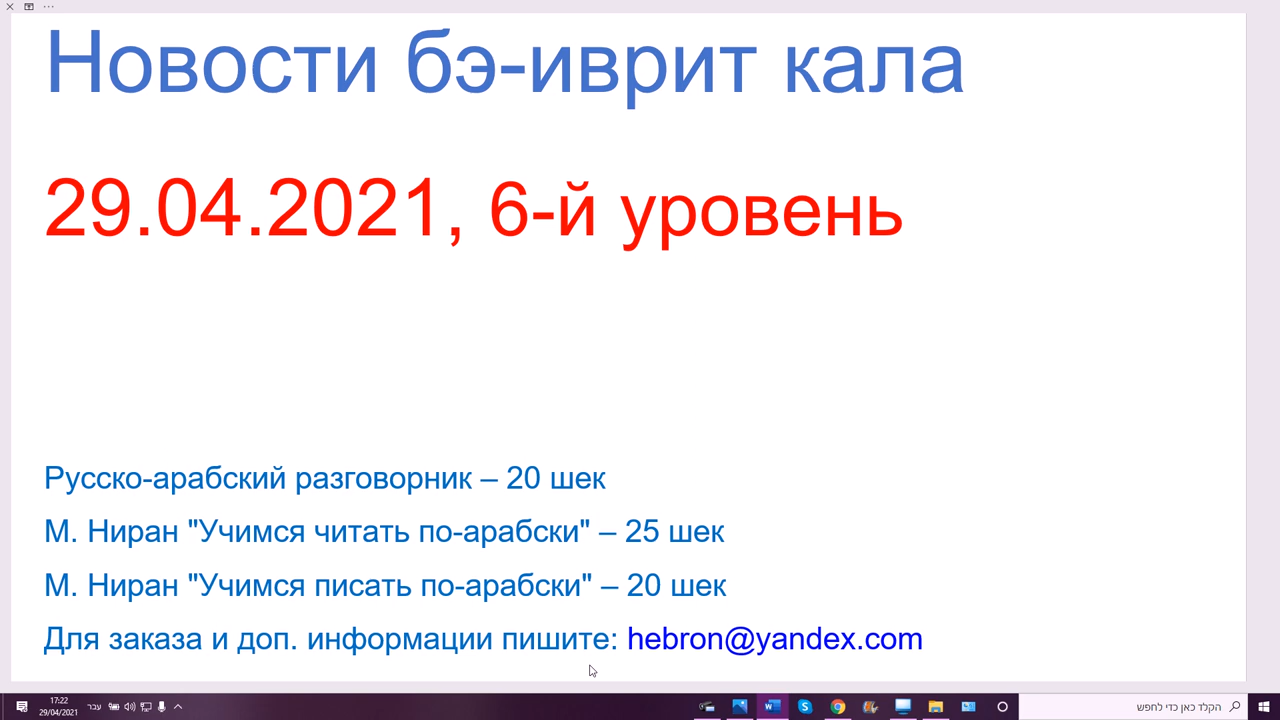 Новости бэ-иврит кала
29.04.2021, 6-й уровень
Русско-арабский разговорник – 20 шек
М. Ниран "Учимся читать по-арабски" – 25 шек
М. Ниран "Учимся писать по-арабски" – 20 шек
Для заказа и доп. информации пишите: hebron@yandex.com
17:22
29/04/2021
עבר
הקלד כאן כדי לחפש